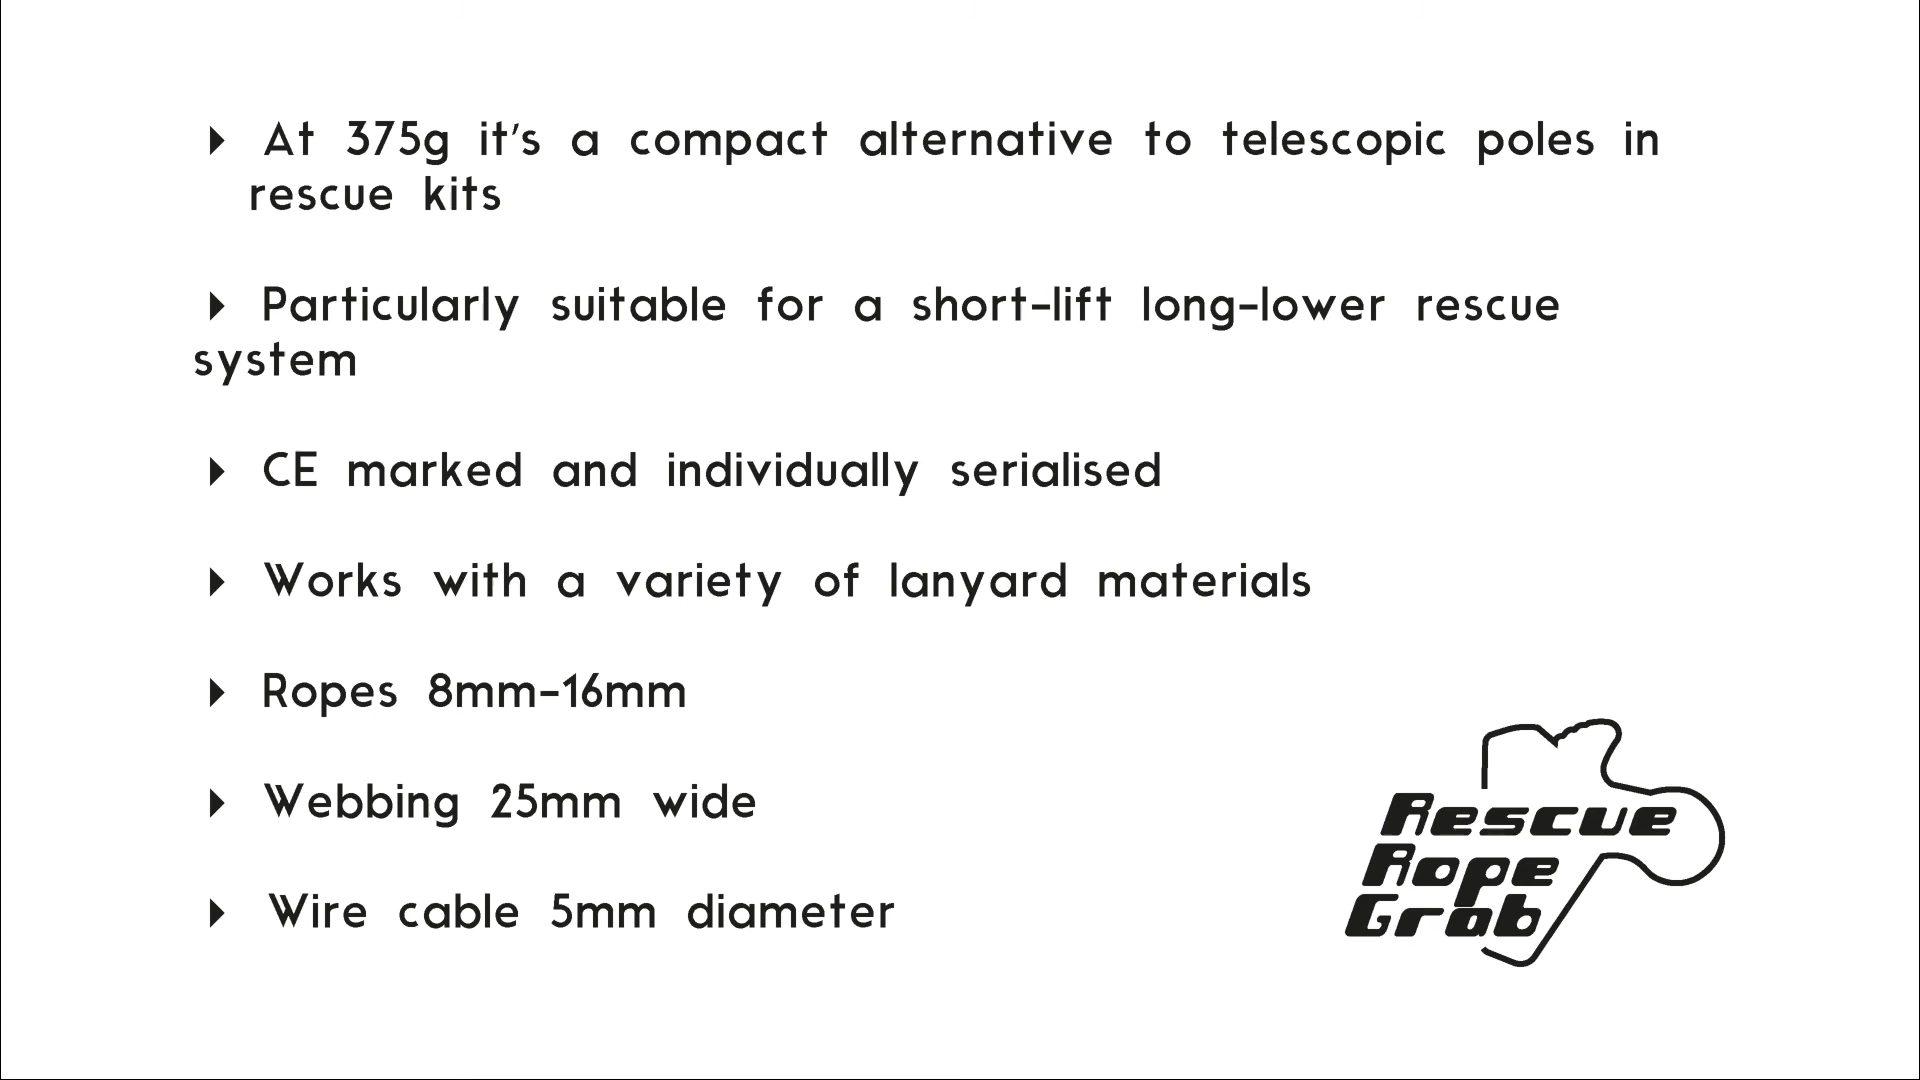 ‣ At 375g it's a compact alternative to telescopic poles in
rescue kits
‣ Particularly suitable for a short-lift long-lower rescue
system
‣ CE marked and individually serialised
‣ Works with a variety of lanyard materials
‣ Ropes 8mm-16mm
‣ Webbing 25mm wide
‣ Wire cable 5mm diameter
Rescue
Rope
Grab